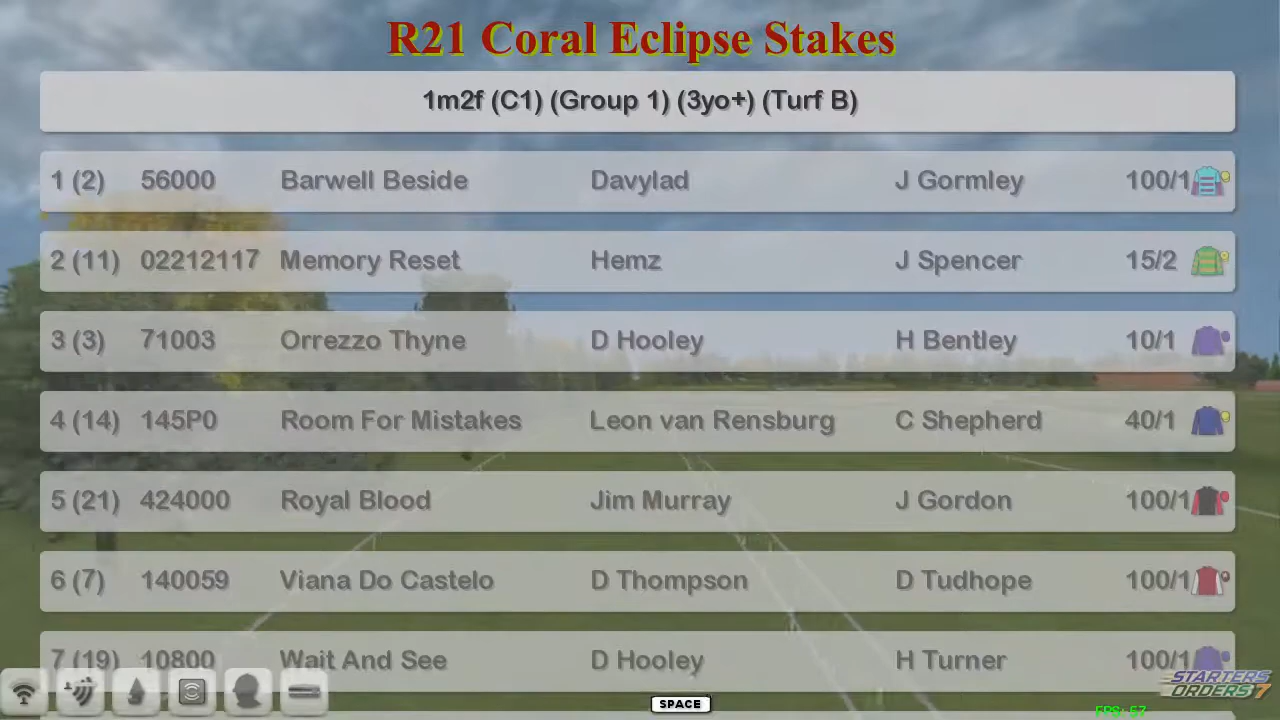 R21 Coral Eclipse Stakes
1m2f (C1) (Group 1) (3yo+) (Turf B)
1 (2) 56000 Barwell Beside Davylad J Gormley 100/1
2 (11) 02212117 Memory Reset Hemz J Spencer 15/2
3 (3) 71003 Orrezzo Thyne D Hooley H Bentley 10/1
4 (14) 145P0 Room For Mistakes Leon van Rensburg C Shepherd 40/1
5 (21) 424000 Royal Blood Jim Murray J Gordon 100/1
6 (7) 140059 Viana Do Castelo D Thompson D Tudhope 100/1
7 (19) 10800 Wait And See D Hooley H Turner 100/1
STARTERS
ORDERS 7
SPACE
FPS: 57